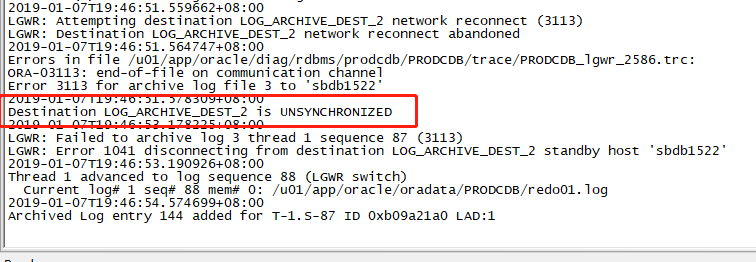 2019-01-07T19:46:51.559662+08:00
LGWR: Attempting destination LOG_ARCHIVE_DEST_2 network reconnect (3113)
LGWR: Destination LOG_ARCHIVE_DEST_2 network reconnect abandoned
2019-01-07T19:46:51.564747+08:00
Errors in file /u01/app/oracle/diag/rdbms/prodcdb/PRODCDB/trace/PRODCDB_lgwr_2586.trc:
ORA-03113: end-of-file on communication channel
Error 3113 for archive log file 3 to 'sbdb1522'
2019-01-07T19:46:51.578309+08:00
Destination LOG_ARCHIVE_DEST_2 is UNSYNCHRONIZED
2019-01-07T19:46:53.178225+08:00
LGWR: Failed to archive log 3 thread 1 sequence 87 (3113)
LGWR: Error 1041 disconnecting from destination LOG_ARCHIVE_DEST_2 standby host 'sbdb1522'
2019-01-07T19:46:53.190926+08:00
Thread 1 advanced to log sequence 88 (LGWR switch)
  Current log# 1 seq# 88 mem# 0: /u01/app/oracle/oradata/PRODCDB/redo01.log
2019-01-07T19:46:54.574699+08:00
Archived Log entry 144 added for T-1.S-87 ID 0xb09a21a0 LAD:1